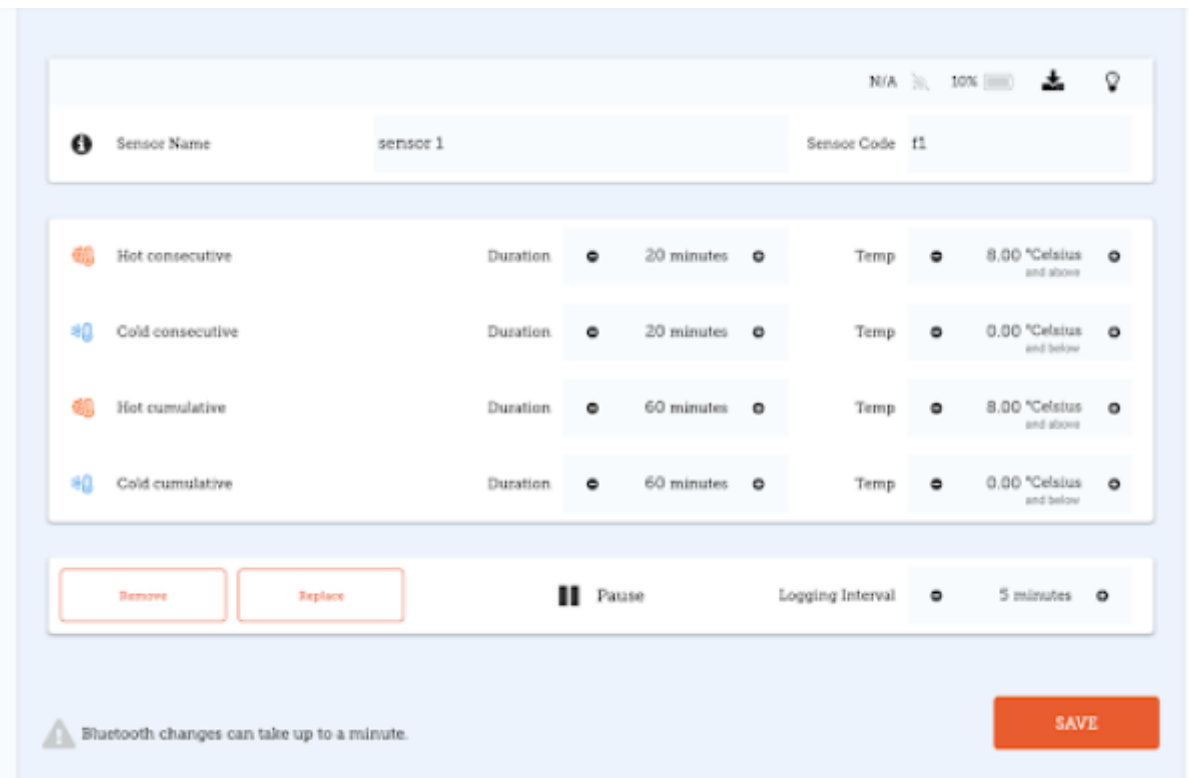 N/A 10%
Sensor Name sensor 1 Sensor Code f1
Hot consecutive Duration 20 minutes Temp 8.00 °Celsius
and above
Cold consecutive Duration 20 minutes Temp 0.00 °Celsius
and below
Hot cumulative Duration 60 minutes Temp 8.00 °Celsius
and above
Cold cumulative Duration 60 minutes Temp 0.00 °Celsius
and below
Remove Replace Pause Logging Interval 5 minutes
SAVE
Bluetooth changes can take up to a minute.